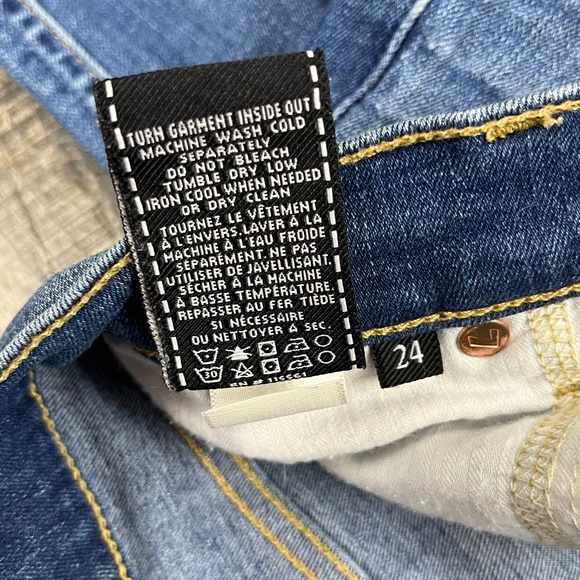 TURN GARMENT INSIDE OUT
MACHINE WASH COLD
SEPARATELY
DO NOT BLEACH
TUMBLE DRY LOW
IRON COOL WHEN NEEDED
OR DRY CLEAN
TOURNEZ LE VÊTEMENT
À L'ENVERS.LAVER À LA
MACHINE À L'EAU FROIDE
SÉPARÉMENT.NE PAS
UTILISER DE JAVELLISANT.
SÉCHER À LA MACHINE
À BASSE TEMPÉRATURE.
REPASSER AU FER TIÈDE
SI NÉCESSAIRE
OU NETTOYER À SEC.
30
RN # 115561
24